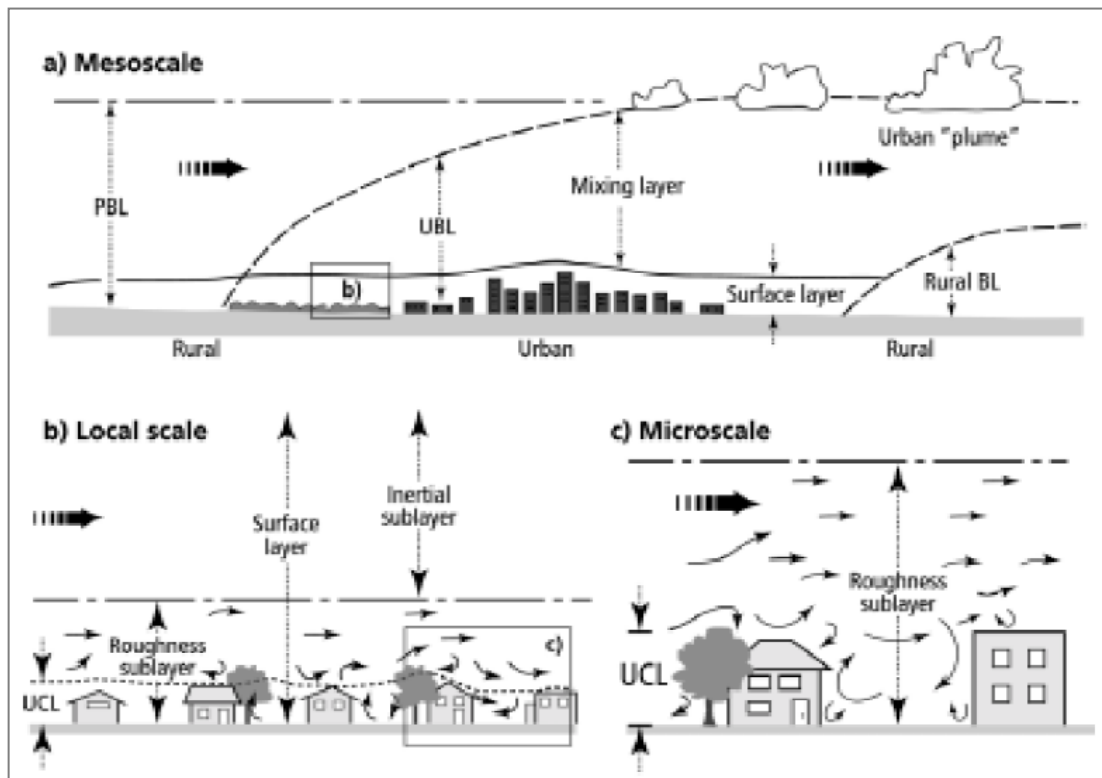 a) Mesoscale
Urban "plume"
PBL
UBL
Mixing layer
b)
Surface layer
Rural BL
Rural
Urban
Rural
b) Local scale
Surface
layer
Inertial
sublayer
Roughness
sublayer
c)
UCL
c) Microscale
Roughness
sublayer
UCL